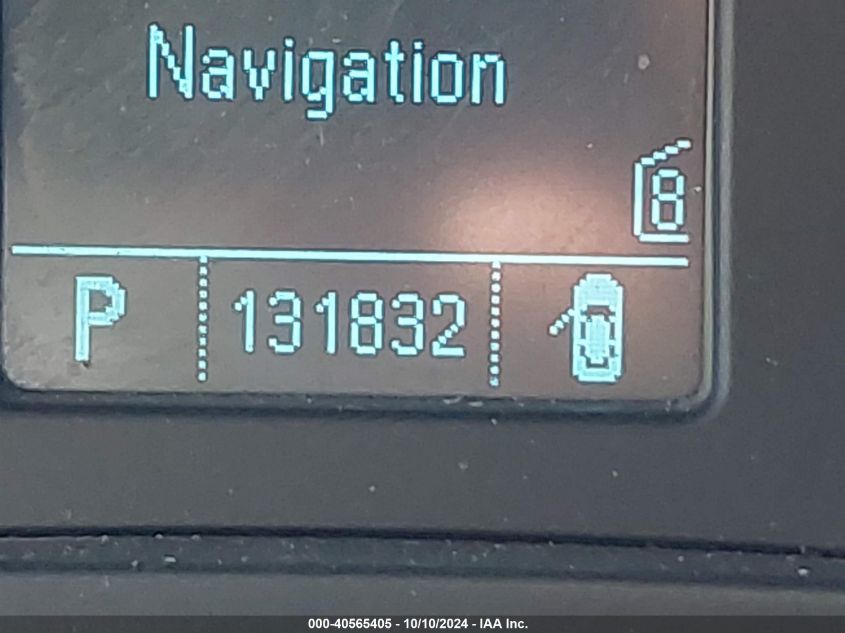 Navigation
8
P 131832
000-40565405 - 10/10/2024 - IAA Inc.